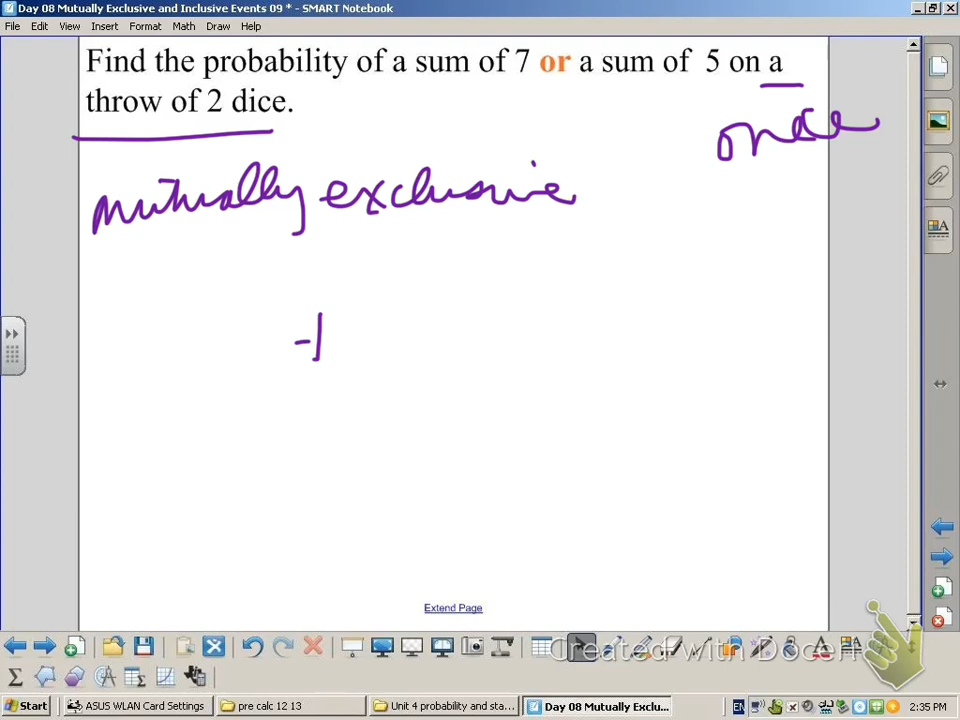 Day 08 Mutually Exclusive and Inclusive Events 09 * - SMART Notebook
File Edit View Insert Format Math Draw Help
Find the probability of a sum of 7 or a sum of 5 on a
throw of 2 dice.
once
mutually exclusive
Extend Page
Created with Doceri
Start ASUS WLAN Card Settings pre calc 12 13 Unit 4 probability and sta... Day 08 Mutually Exclu... EN 2:35 PM